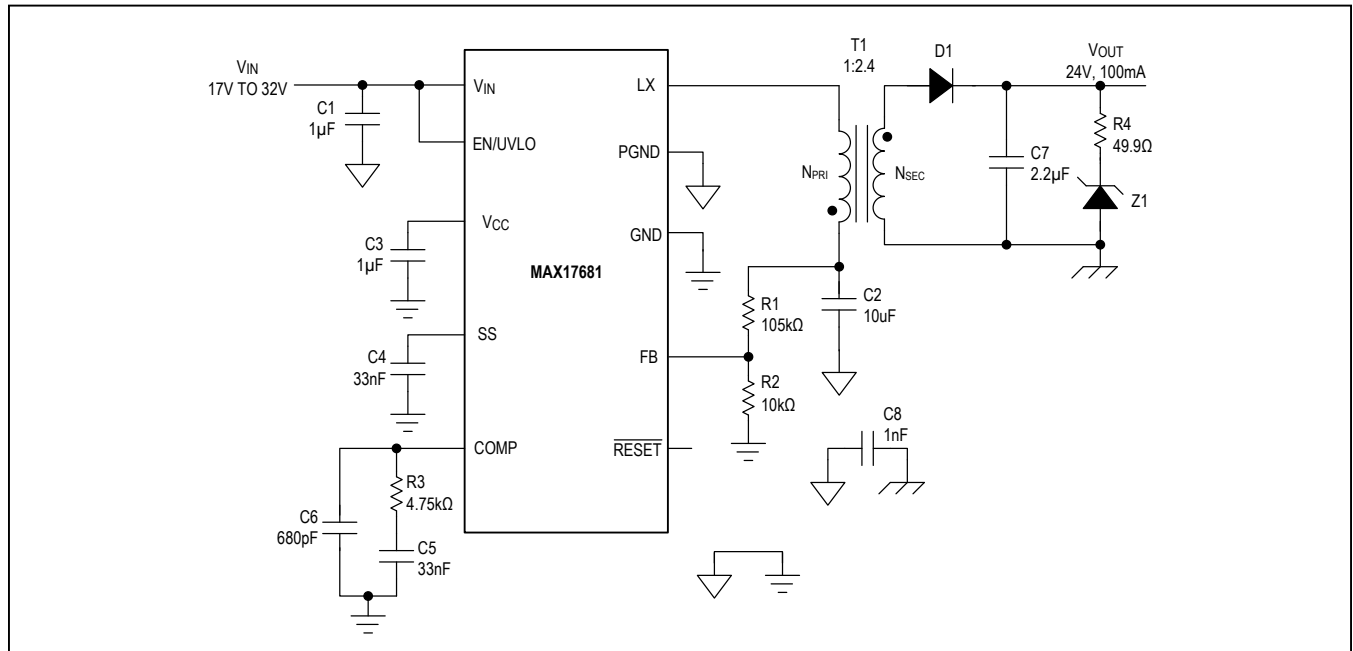 VIN
17V TO 32V
C1
1µF
VIN
EN/UVLO
VCC
C3
1µF
SS
C4
33nF
COMP
R3
4.75kΩ
C6
680pF
C5
33nF
MAX17681
LX
PGND
GND
FB
RESET
T1
1:2.4
NPRI
NSEC
D1
VOUT
24V, 100mA
R4
49.9Ω
C7
2.2µF
Z1
R1
105kΩ
C2
10uF
R2
10kΩ
C8
1nF